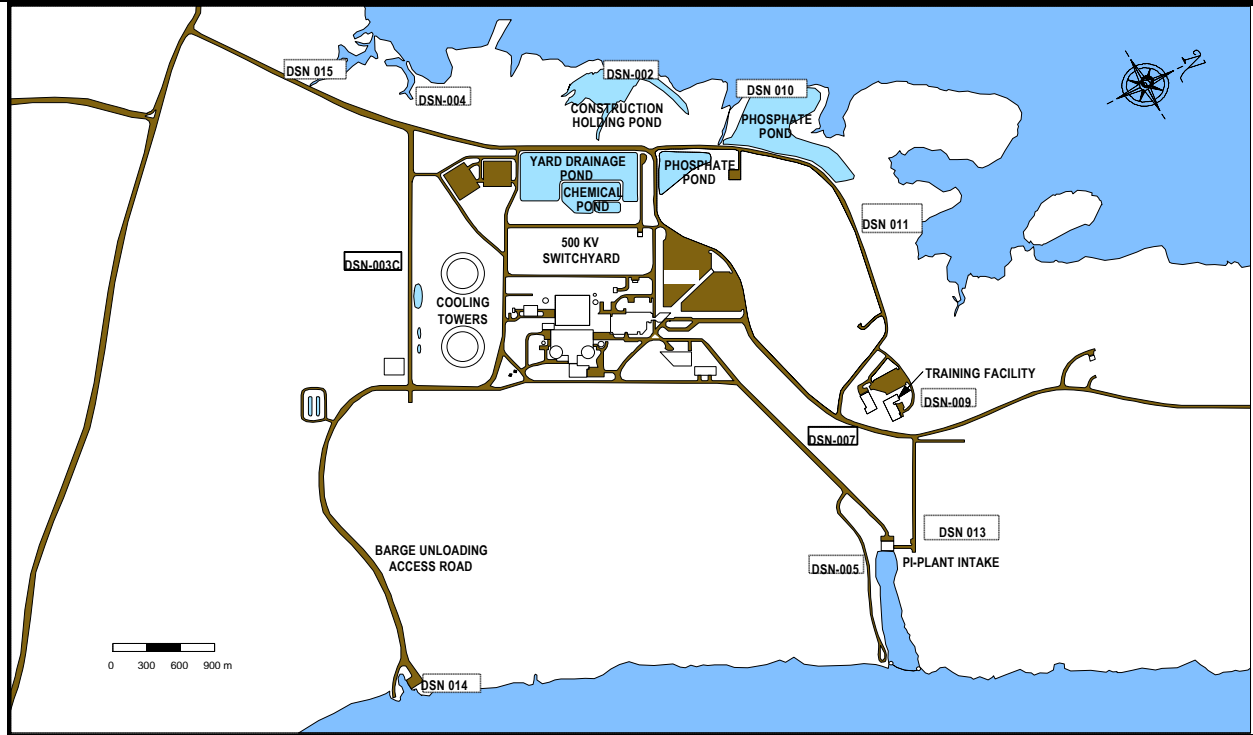 DSN 015
DSN-004
DSN-002
CONSTRUCTION
HOLDING POND
DSN 010
PHOSPHATE
POND
N
YARD DRAINAGE
POND
CHEMICAL
POND
PHOSPHATE
POND
DSN 011
500 KV
SWITCHYARD
DSN-003C
COOLING
TOWERS
TRAINING FACILITY
DSN-009
DSN-007
DSN 013
DSN-005
PI-PLANT INTAKE
BARGE UNLOADING
ACCESS ROAD
0 300 600 900 m
DSN 014